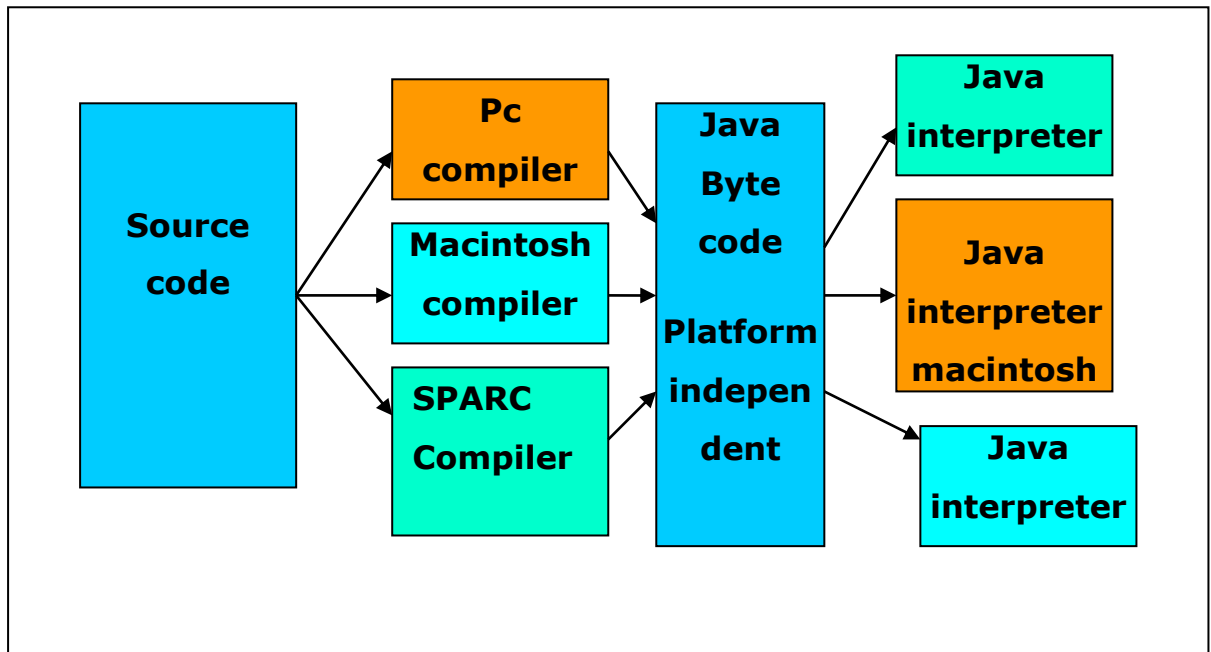 Source
code
Pc
compiler
Macintosh
compiler
SPARC
Compiler
Java
Byte
code
Platform
indepen
dent
Java
interpreter
Java
interpreter
macintosh
Java
interpreter